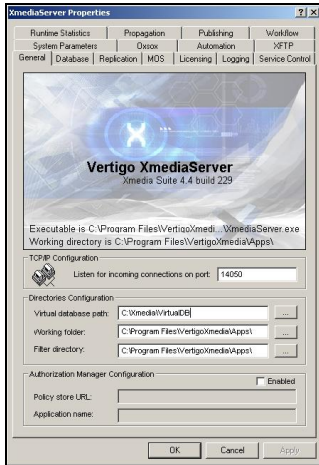 XmediaServer Properties
Runtime Statistics Propagation Publishing Workflow
System Parameters Oxsox Automation XFTP
General Database Replication MOS Licensing Logging Service Control
Vertigo XmediaServer
Xmedia Suite 4.4 build 229
Executable is C:\Program Files\VertigoXmedi...\XmediaServer.exe
Working directory is C:\Program Files\VertigoXmedia\Apps\
TCP/IP Configuration
Listen for incoming connections on port: 14050
Directories Configuration
Virtual database path: C:\Xmedia\VirtualDB ...
Working folder: C:\Program Files\VertigoXmedia\Apps\ ...
Filter directory: C:\Program Files\VertigoXmedia\Apps\ ...
Authorization Manager Configuration
Enabled
Policy store URL:
Application name:
OK Cancel Apply